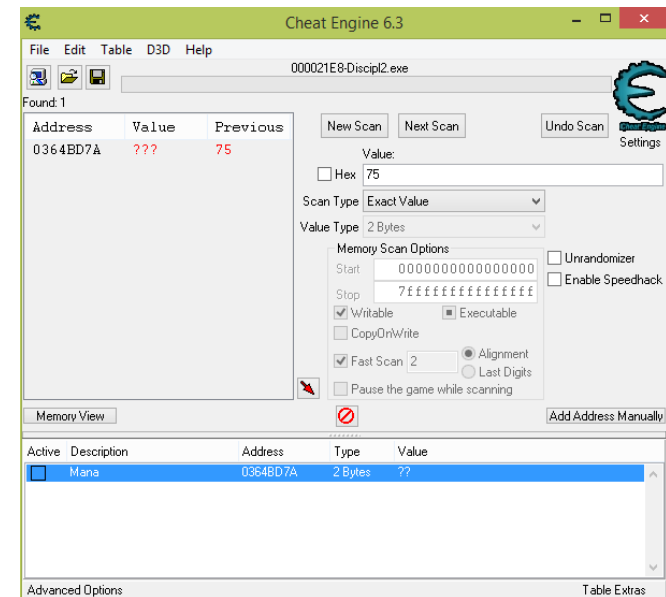 Cheat Engine 6.3
File Edit Table D3D Help
000021E8-Discipl2.exe
Found: 1
Address Value Previous
0364BD7A ??? 75
New Scan Next Scan Undo Scan
Cheat Engine
Settings
Value:
Hex 75
Scan Type Exact Value
Value Type 2 Bytes
Memory Scan Options
Start 0000000000000000
Stop 7fffffffffffffff
Writable Executable
CopyOnWrite
Fast Scan 2 Alignment
Last Digits
Pause the game while scanning
Unrandomizer
Enable Speedhack
Memory View Add Address Manually
Active Description Address Type Value
Mana 0364BD7A 2 Bytes ??
Advanced Options Table Extras